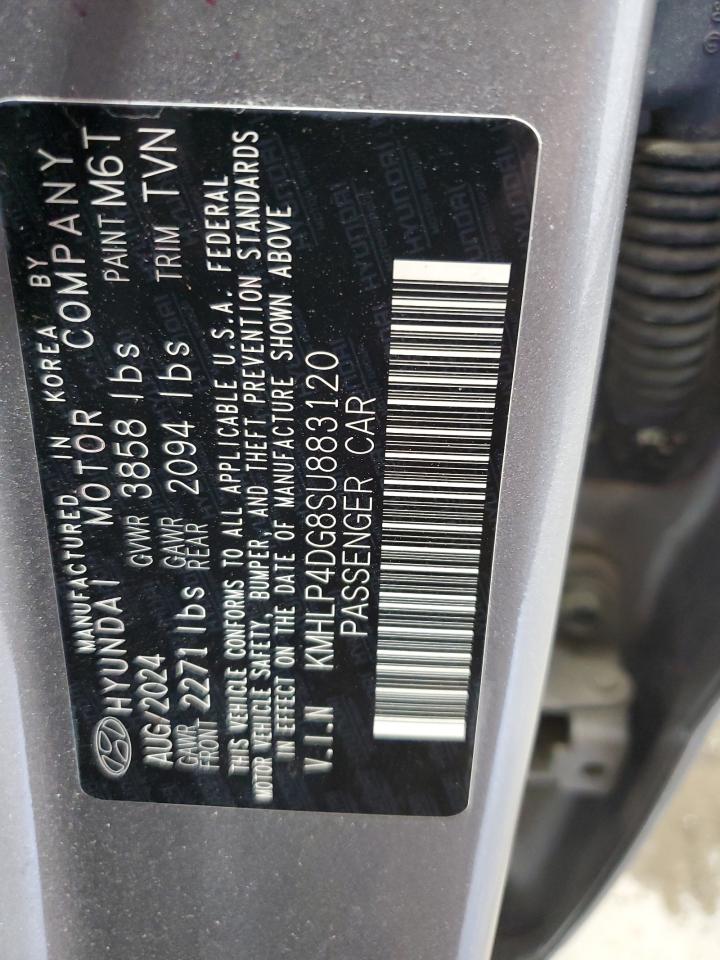 MANUFACTURED IN KOREA BY
HYUNDAI MOTOR COMPANY
AUG/2024 GVWR 3858 lbs PAINT M6T
GAWR FRONT 2271 lbs GAWR REAR 2094 lbs TRIM TVN
THIS VEHICLE CONFORMS TO ALL APPLICABLE U.S.A. FEDERAL
MOTOR VEHICLE SAFETY, BUMPER, AND THEFT PREVENTION STANDARDS
IN EFFECT ON THE DATE OF MANUFACTURE SHOWN ABOVE
V.I.N KMHLP4DG8SU883120
PASSENGER CAR